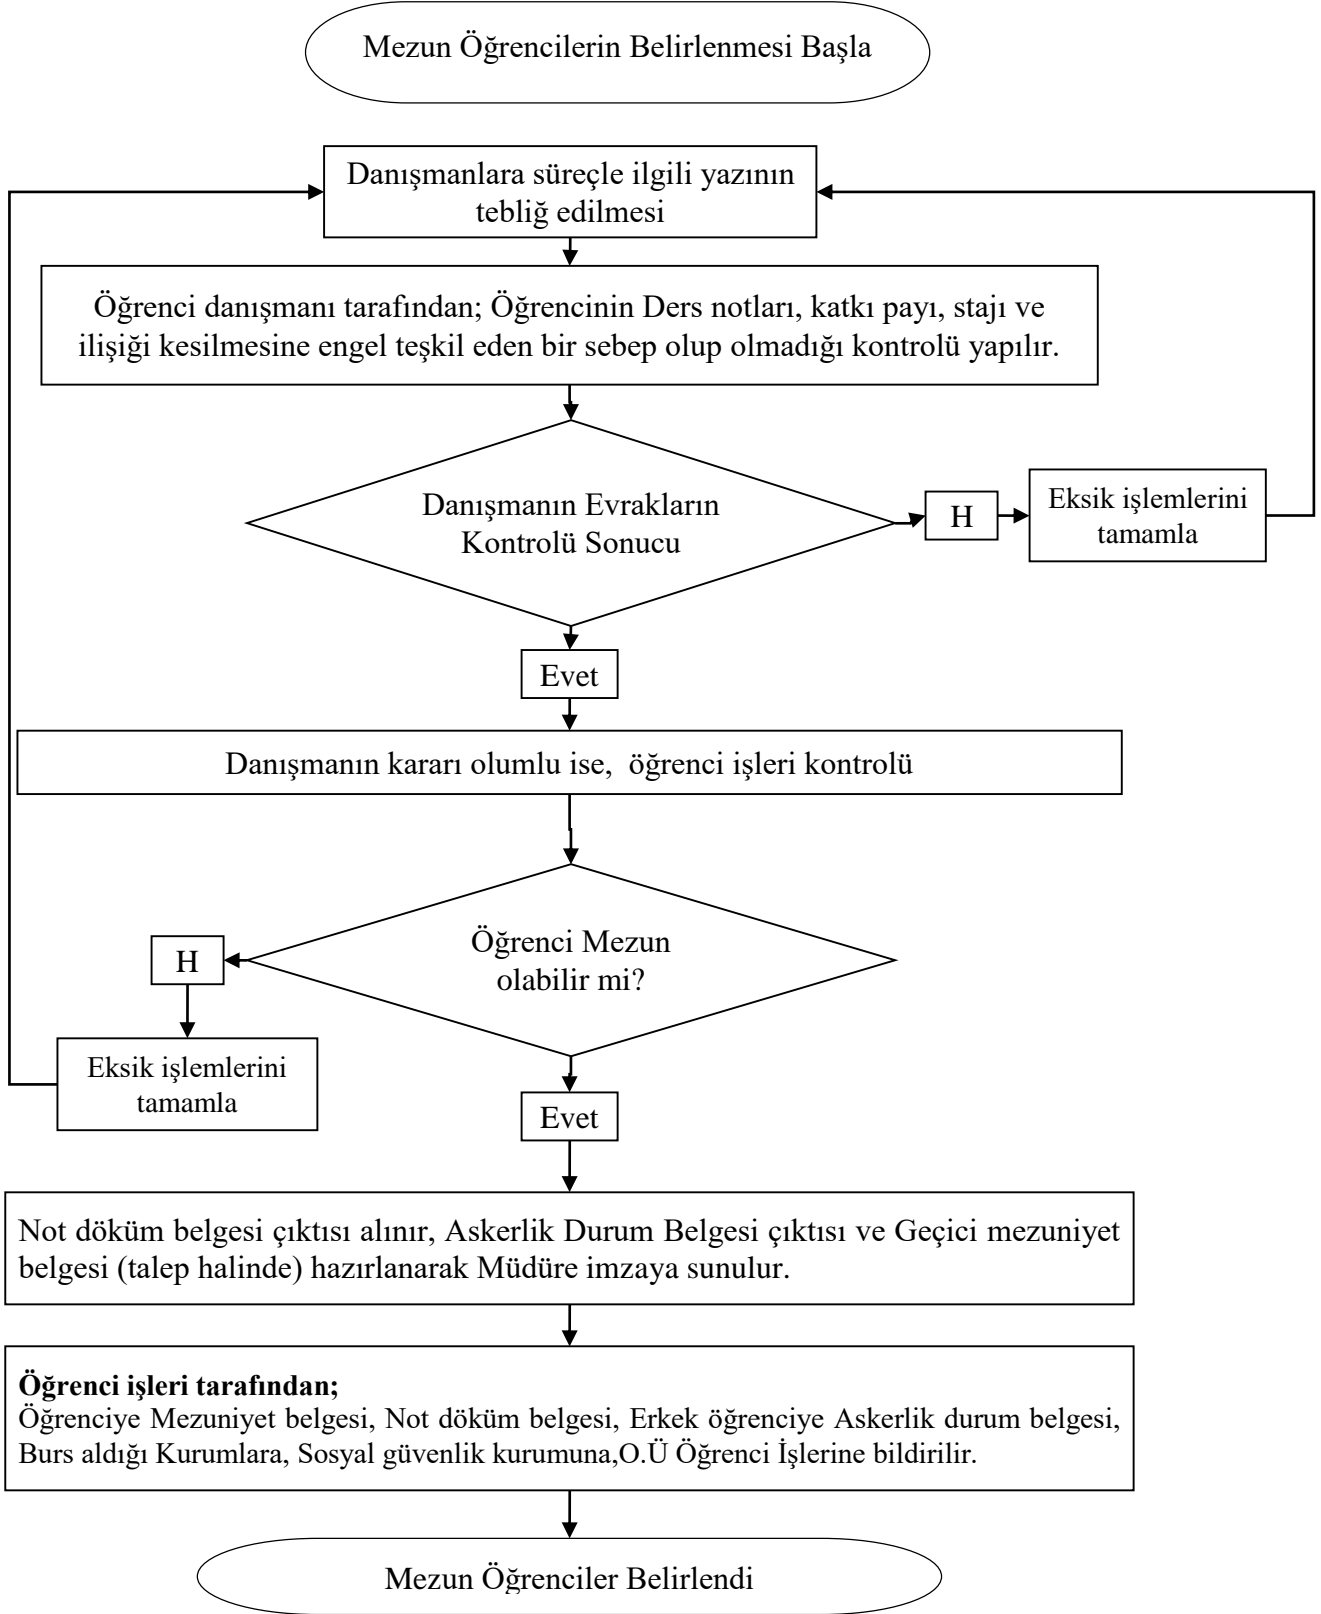 Mezun Öğrencilerin Belirlenmesi Başla
Danışmanlara süreçle ilgili yazının
tebliğ edilmesi
Öğrenci danışmanı tarafından; Öğrencinin Ders notları, katkı payı, stajı ve
ilişiği kesilmesine engel teşkil eden bir sebep olup olmadığı kontrolü yapılır.
Danışmanın Evrakların
Kontrolü Sonucu
H
Eksik işlemlerini
tamamla
Evet
Danışmanın kararı olumlu ise, öğrenci işleri kontrolü
Öğrenci Mezun
olabilir mi?
H
Eksik işlemlerini
tamamla
Evet
Not döküm belgesi çıktısı alınır, Askerlik Durum Belgesi çıktısı ve Geçici mezuniyet
belgesi (talep halinde) hazırlanarak Müdüre imzaya sunulur.
Öğrenci işleri tarafından;
Öğrenciye Mezuniyet belgesi, Not döküm belgesi, Erkek öğrenciye Askerlik durum belgesi,
Burs aldığı Kurumlara, Sosyal güvenlik kurumuna,O.Ü Öğrenci İşlerine bildirilir.
Mezun Öğrenciler Belirlendi